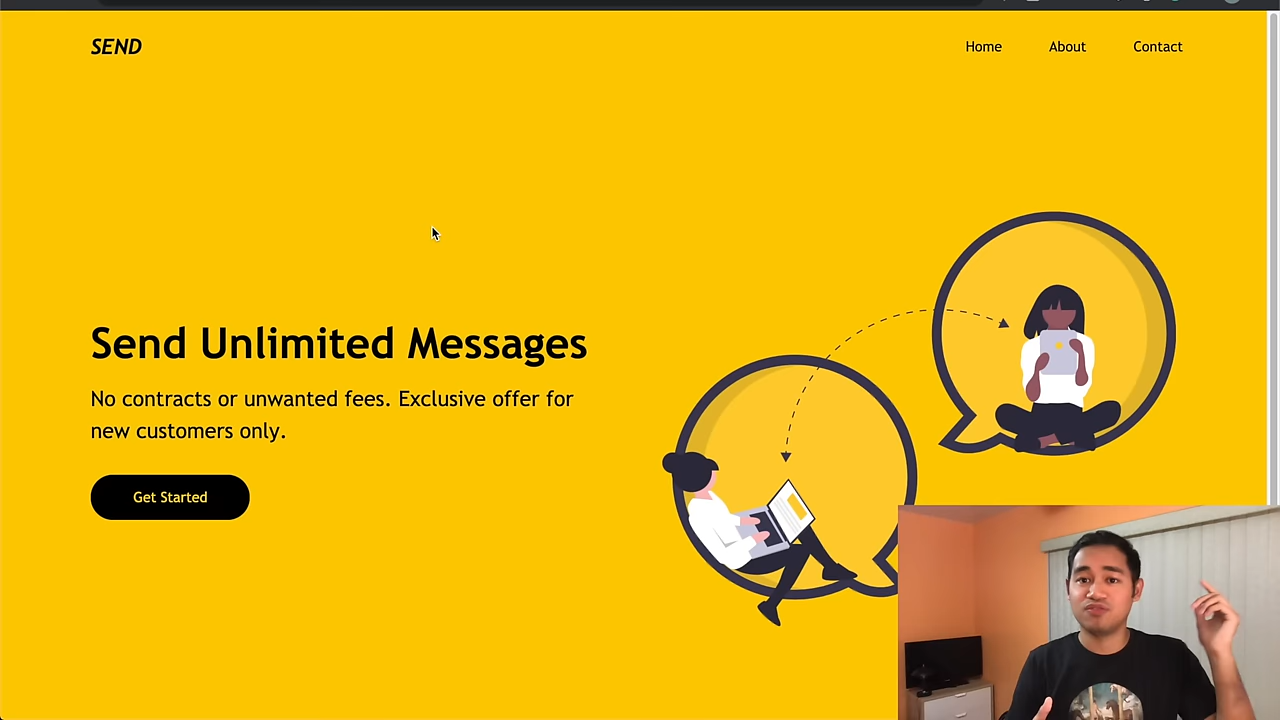 SEND
Home About Contact
Send Unlimited Messages
No contracts or unwanted fees. Exclusive offer for
new customers only.
Get Started